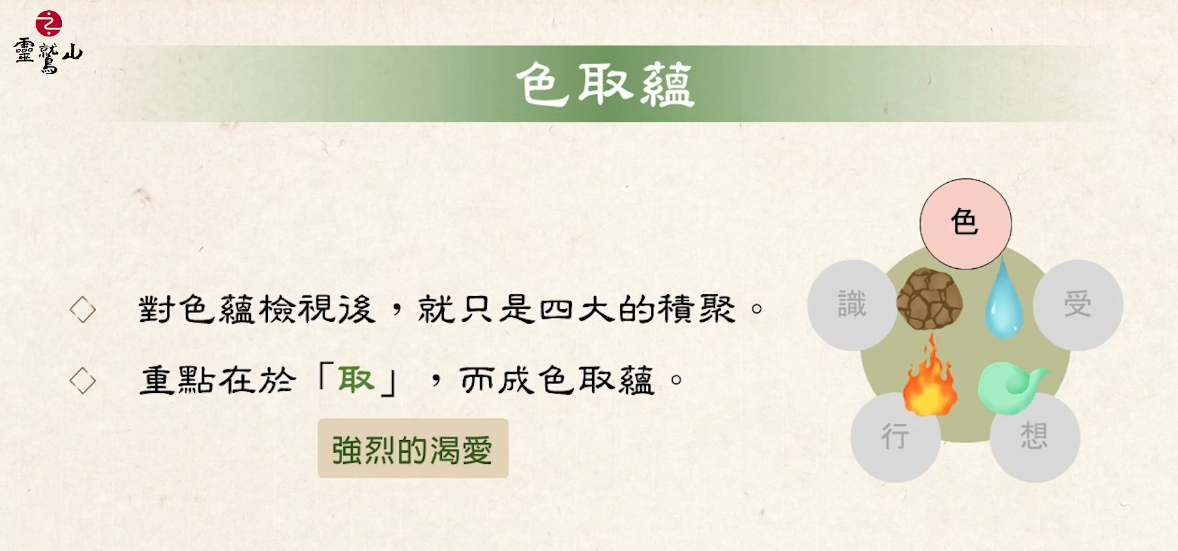 靈鷲山
色取蘊
對色蘊檢視後，就只是四大的積聚。
重點在於「取」，而成色取蘊。
強烈的渴愛
色
識
受
行
想